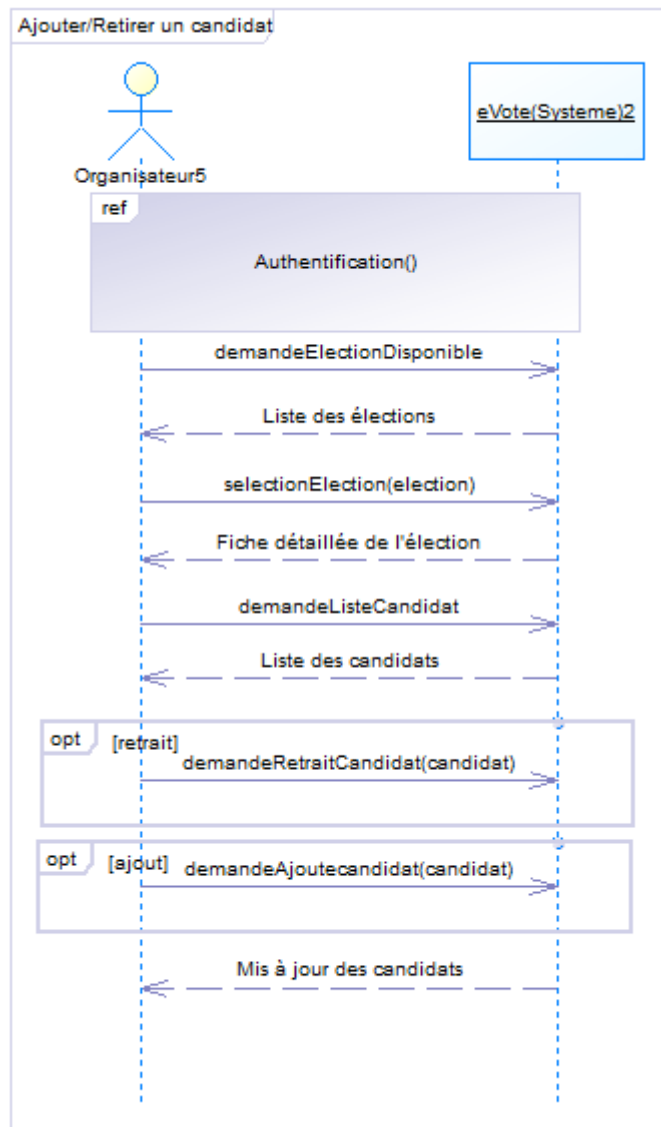 Ajouter/Retirer un candidat
eVote(Systeme)2
Organisateur5
ref
Authentification()
demandeElectionDisponible
Liste des élections
selectionElection(election)
Fiche détaillée de l'élection
demandeListeCandidat
Liste des candidats
opt
[retrait]
demandeRetraitCandidat(candidat)
opt
[ajout]
demandeAjoutecandidat(candidat)
Mis à jour des candidats